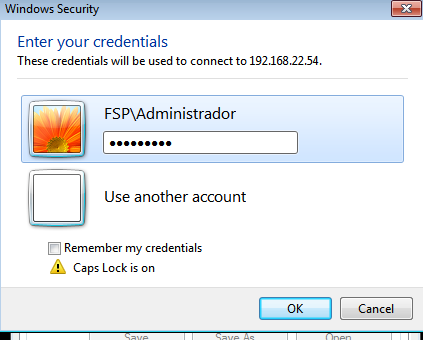 Windows Security
Enter your credentials
These credentials will be used to connect to 192.168.22.54.
FSP\Administrador
●●●●●●●●●
Use another account
Remember my credentials
Caps Lock is on
OK
Cancel
Save
Save As
Open